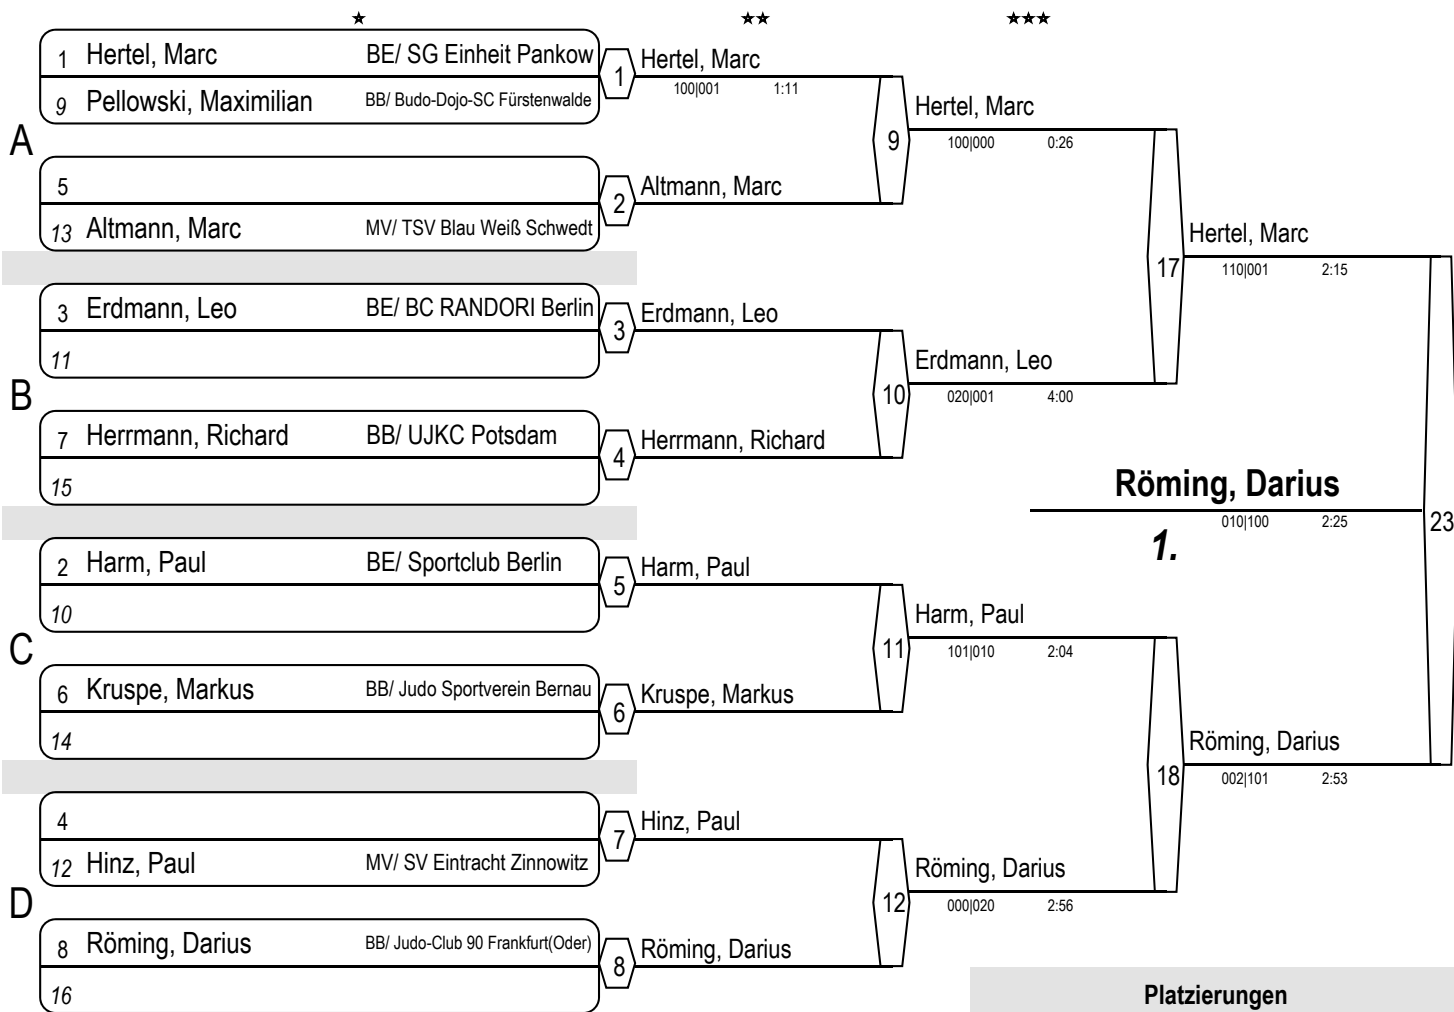 ★ ★★ ★★★
1 Hertel, Marc BE/ SG Einheit Pankow
9 Pellowski, Maximilian BB/ Budo-Dojo-SC Fürstenwalde
1
Hertel, Marc
100|001 1:11
A
5
13 Altmann, Marc MV/ TSV Blau Weiß Schwedt
2
Altmann, Marc
9
Hertel, Marc
100|000 0:26
3 Erdmann, Leo BE/ BC RANDORI Berlin
11
3
Erdmann, Leo
B
7 Herrmann, Richard BB/ UJKC Potsdam
15
4
Herrmann, Richard
10
Erdmann, Leo
020|001 4:00
17
Hertel, Marc
110|001 2:15
2 Harm, Paul BE/ Sportclub Berlin
10
5
Harm, Paul
C
6 Kruspe, Markus BB/ Judo Sportverein Bernau
14
6
Kruspe, Markus
11
Harm, Paul
101|010 2:04
4
12 Hinz, Paul MV/ SV Eintracht Zinnowitz
7
Hinz, Paul
D
8 Röming, Darius BB/ Judo-Club 90 Frankfurt(Oder)
16
8
Röming, Darius
12
Röming, Darius
000|020 2:56
18
Röming, Darius
002|101 2:53
23
Röming, Darius
010|100 2:25
1.
Platzierungen